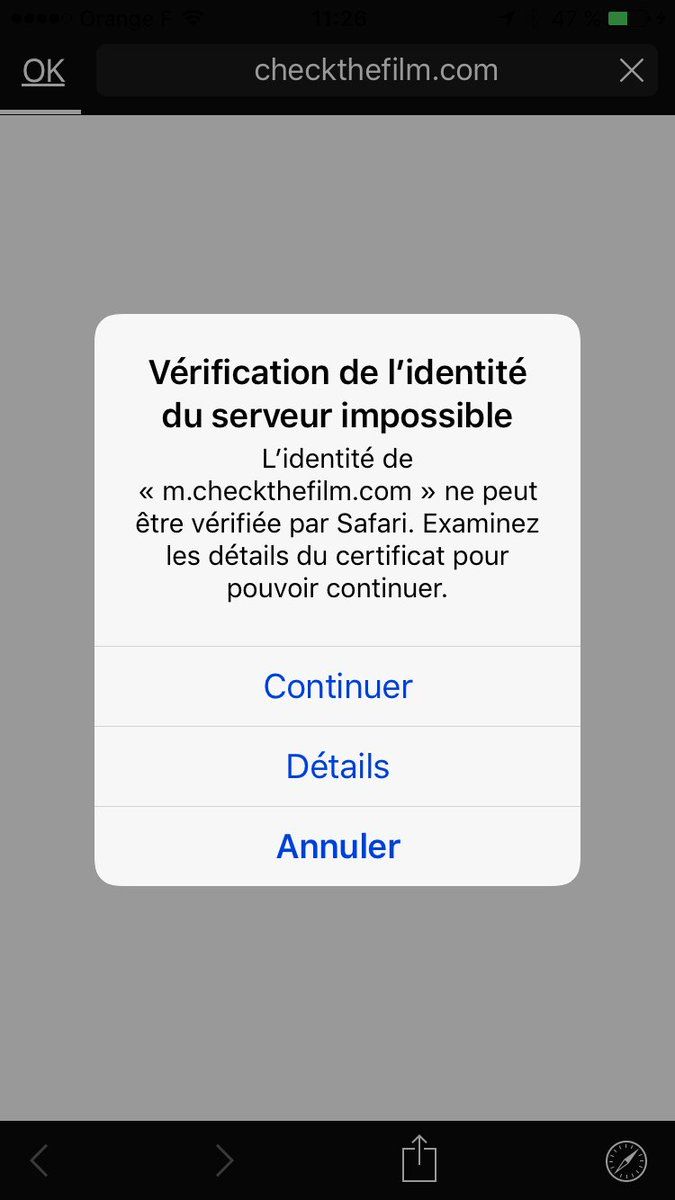 Orange F 11:26 47 %
OK checkthefilm.com
Vérification de l’identité
du serveur impossible
L’identité de
« m.checkthefilm.com » ne peut
être vérifiée par Safari. Examinez
les détails du certificat pour
pouvoir continuer.
Continuer
Détails
Annuler